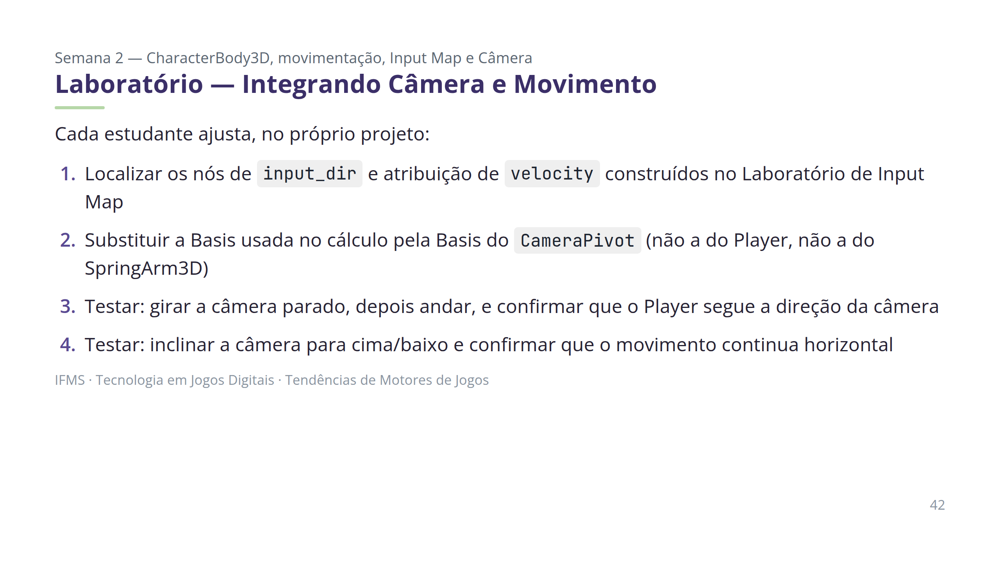 Semana 2 — CharacterBody3D, movimentação, Input Map e Câmera
Laboratório — Integrando Câmera e Movimento
Cada estudante ajusta, no próprio projeto:
1. Localizar os nós de input_dir e atribuição de velocity construídos no Laboratório de Input
Map
2. Substituir a Basis usada no cálculo pela Basis do CameraPivot (não a do Player, não a do
SpringArm3D)
3. Testar: girar a câmera parado, depois andar, e confirmar que o Player segue a direção da câmera
4. Testar: inclinar a câmera para cima/baixo e confirmar que o movimento continua horizontal
IFMS · Tecnologia em Jogos Digitais · Tendências de Motores de Jogos
42